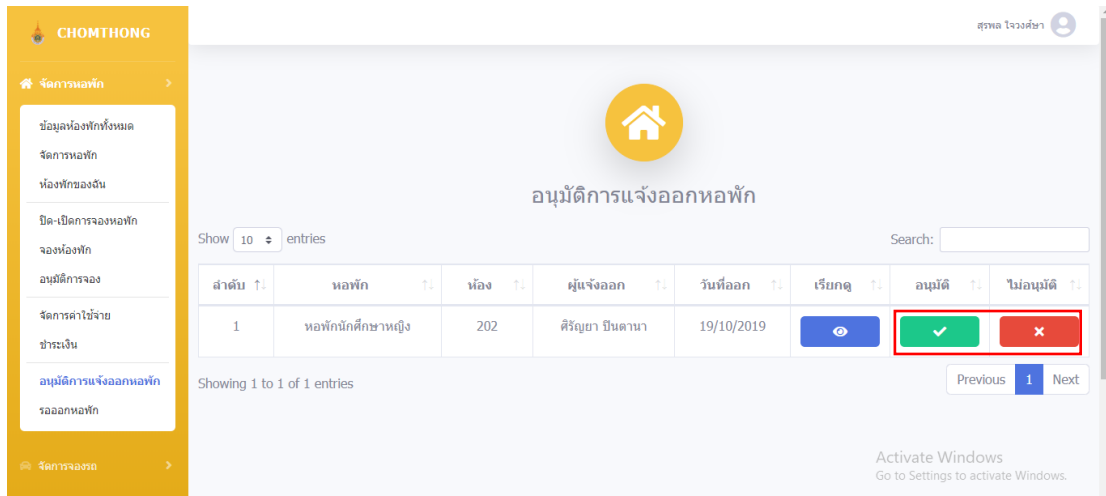 CHOMTHONG
สุรพล ใจวงศ์ษา
จัดการหอพัก
ข้อมูลห้องพักทั้งหมด
จัดการหอพัก
ห้องพักของฉัน
ปิด-เปิดการจองหอพัก
จองห้องพัก
อนุมัติการจอง
จัดการค่าใช้จ่าย
ชำระเงิน
อนุมัติการแจ้งออกหอพัก
รอออกหอพัก
จัดการจองรถ
อนุมัติการแจ้งออกหอพัก
Show 10 entries
Search:
ลำดับ หอพัก ห้อง ผู้แจ้งออก วันที่ออก เรียกดู อนุมัติ ไม่อนุมัติ
1 หอพักนักศึกษาหญิง 202 ศิรัญยา ปินตานา 19/10/2019
Showing 1 to 1 of 1 entries
Previous 1 Next
Activate Windows
Go to Settings to activate Windows.